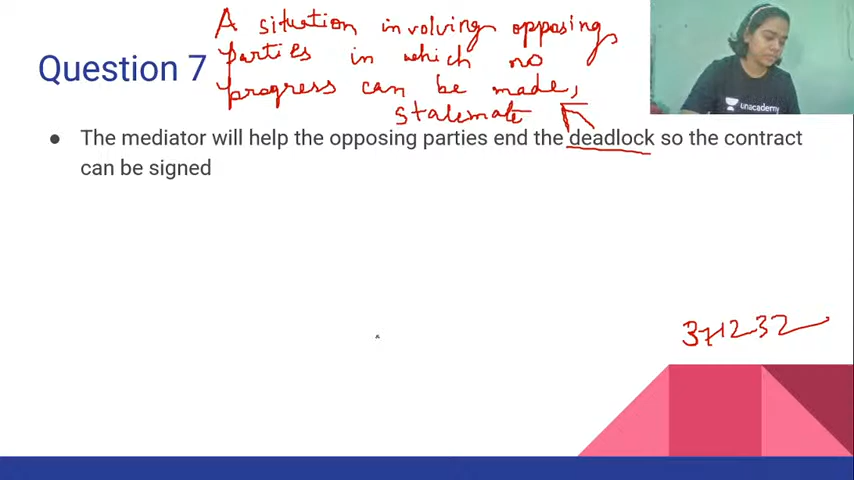 A situation involving opposing
parties in which no
progress can be made,
stalemate
Question 7
unacademy
● The mediator will help the opposing parties end the deadlock so the contract
can be signed
371232